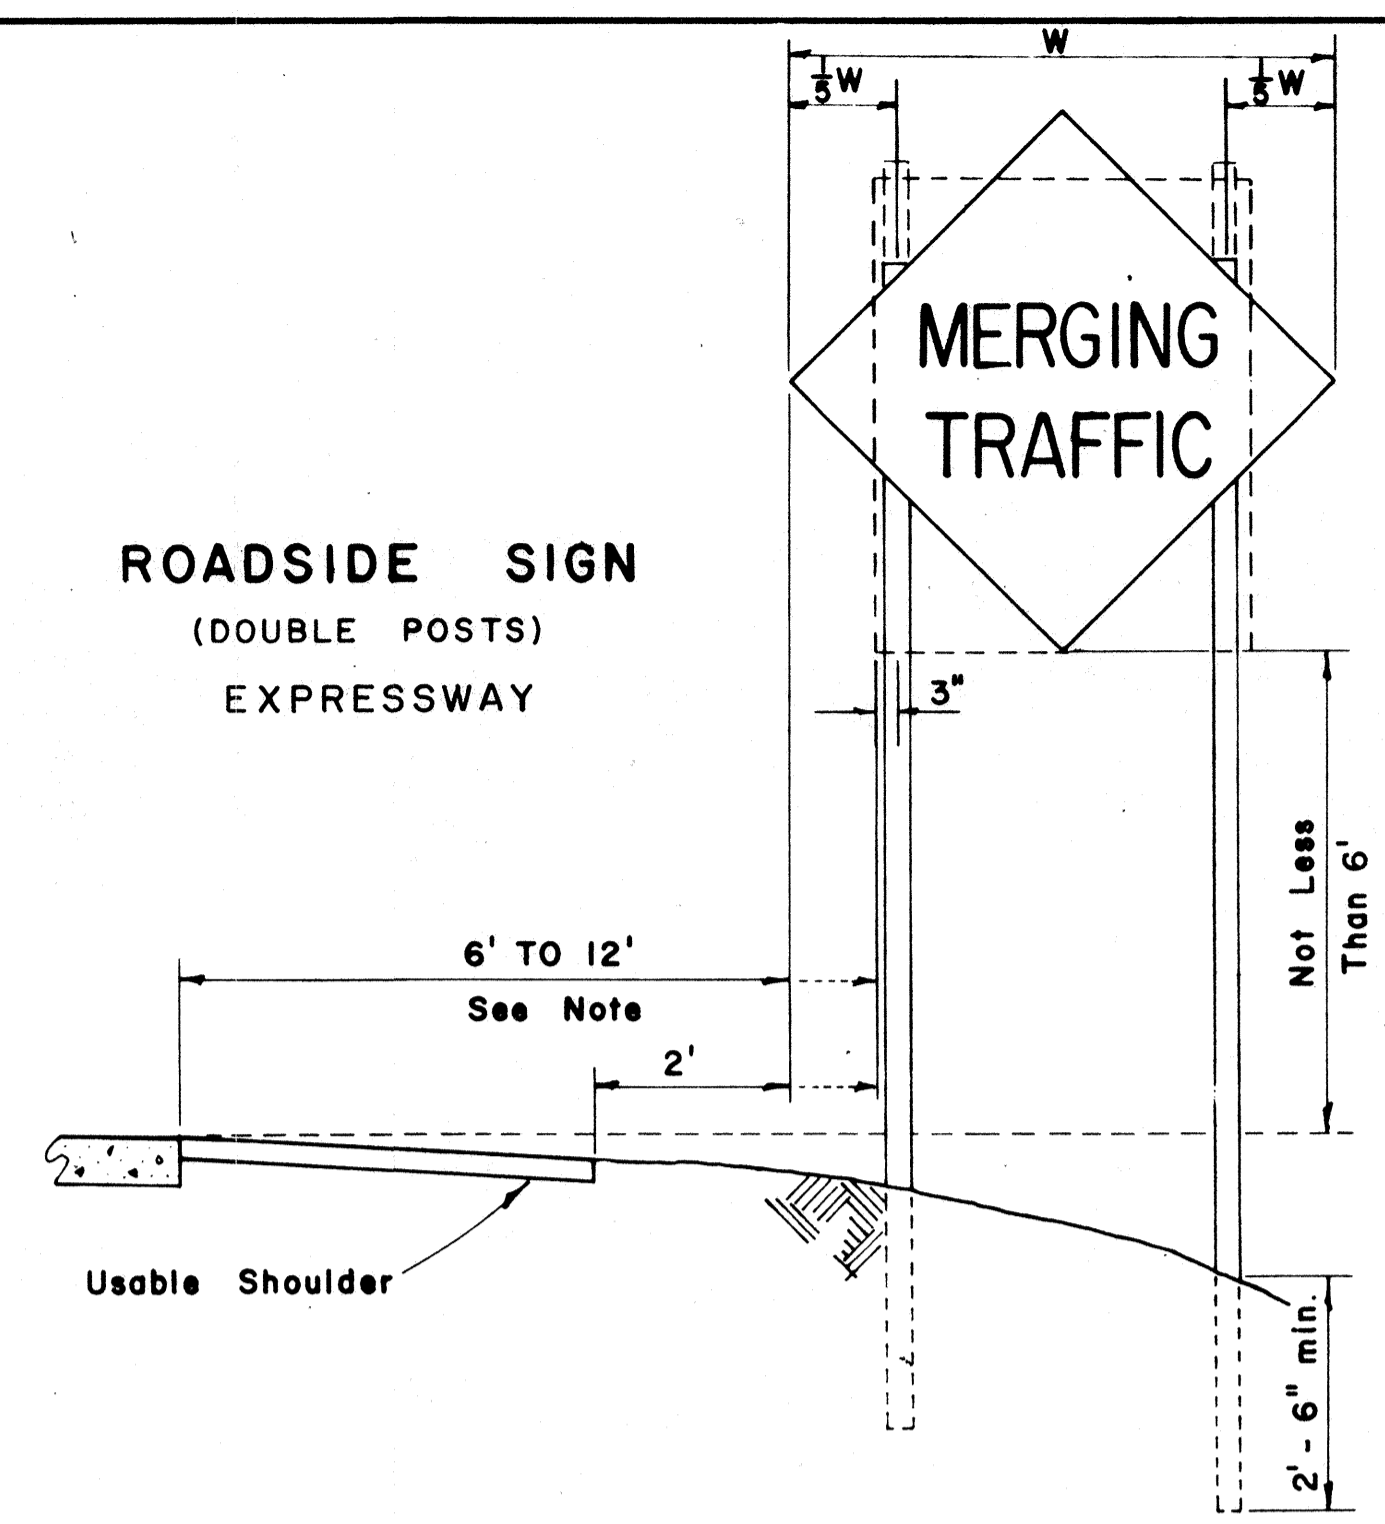 W
1/5 W
1/5 W
MERGING
TRAFFIC
ROADSIDE SIGN
(DOUBLE POSTS)
EXPRESSWAY
3"
Not Less
Than 6'
6' TO 12'
See Note
2'
Usable Shoulder
2' - 6" min.